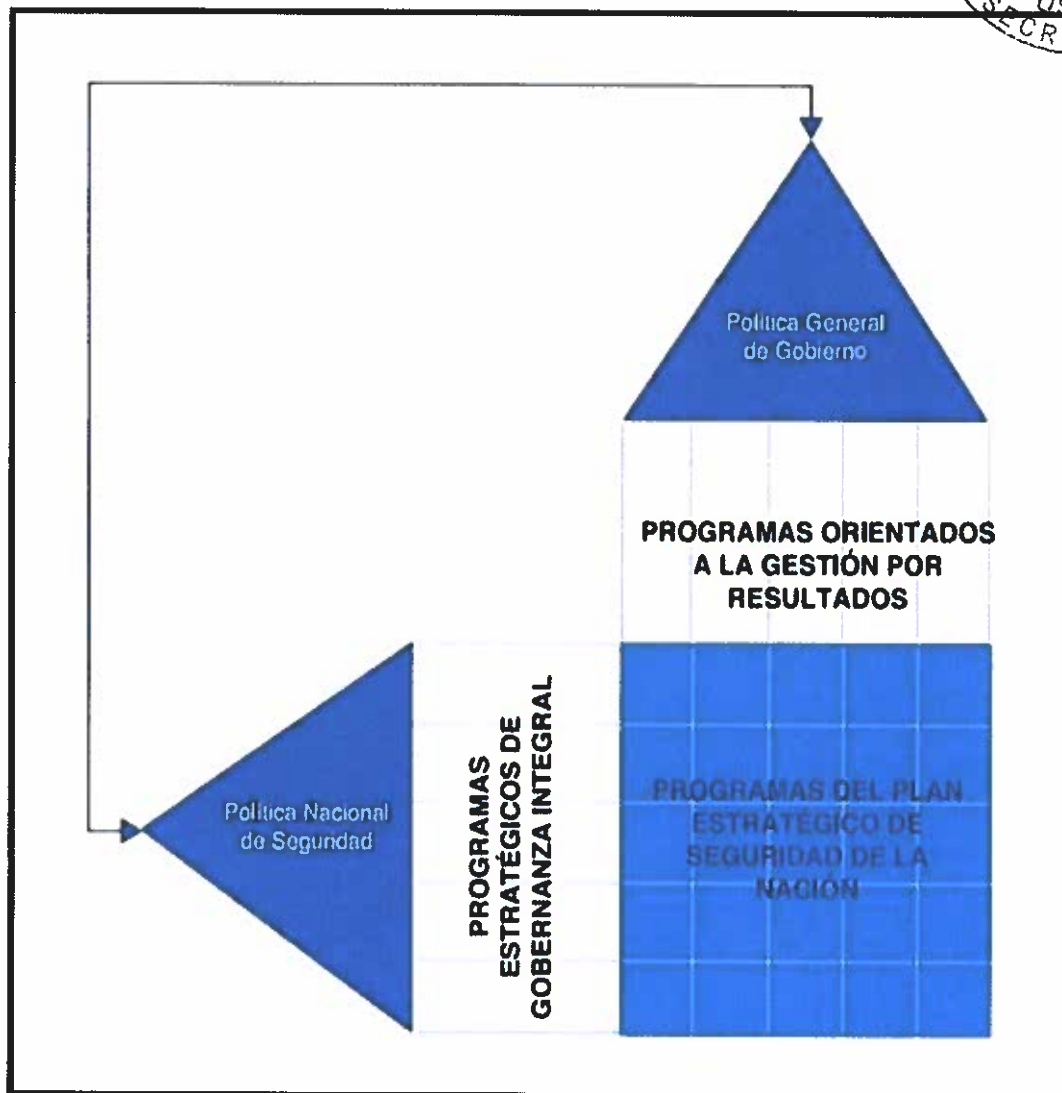 Política General
de Gobierno
PROGRAMAS ORIENTADOS
A LA GESTIÓN POR
RESULTADOS
Política Nacional
de Seguridad
PROGRAMAS
ESTRATÉGICOS DE
GOBERNANZA INTEGRAL
PROGRAMAS DEL PLAN
ESTRATÉGICO DE
SEGURIDAD DE LA
NACIÓN